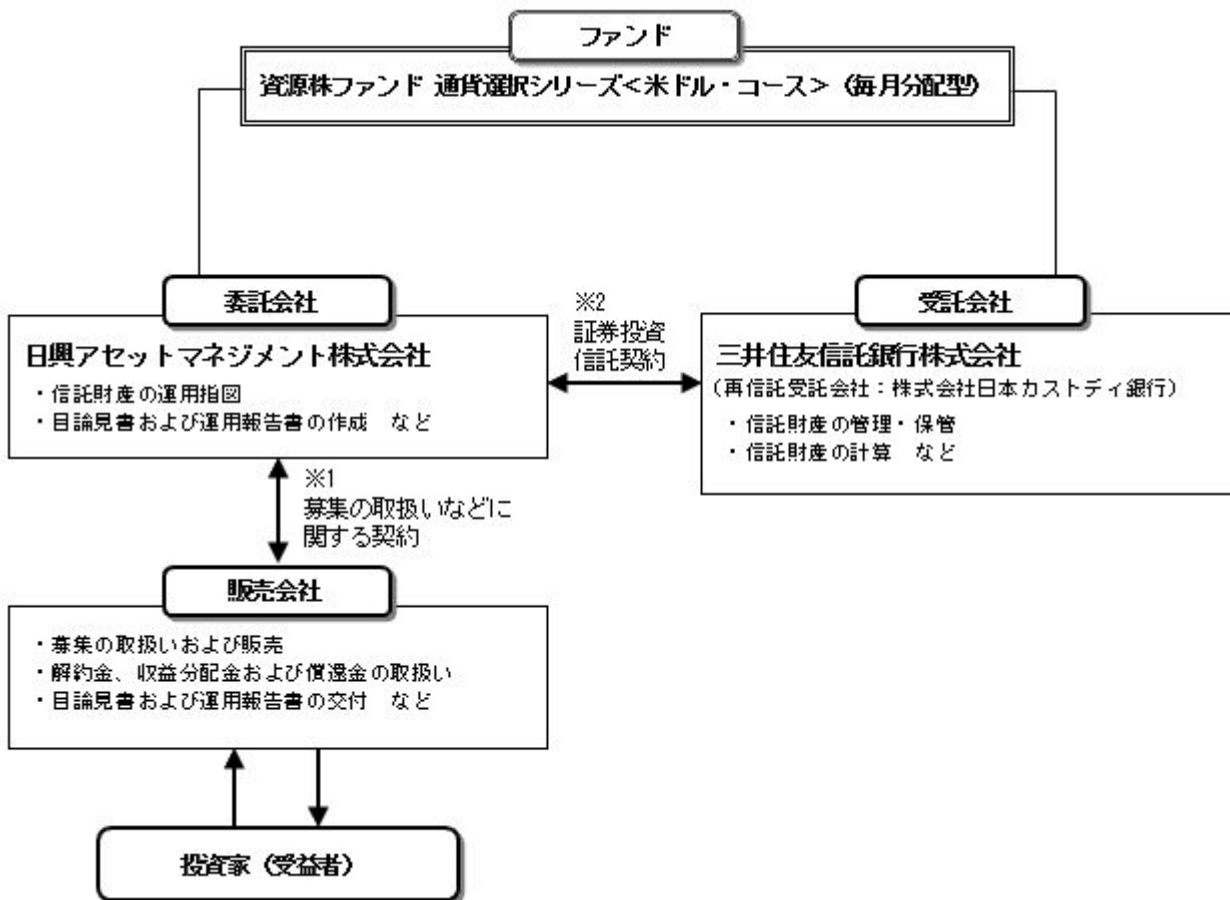 ファンド
資源株ファンド 通貨選択シリーズ<米ドル・コース>（毎月分配型）
委託会社
日興アセットマネジメント株式会社
・信託財産の運用指図
・目論見書および運用報告書の作成　など
※2
証券投資
信託契約
受託会社
三井住友信託銀行株式会社
（再信託受託会社：株式会社日本カストディ銀行）
・信託財産の管理・保管
・信託財産の計算　など
※1
募集の取扱いなどに
関する契約
販売会社
・募集の取扱いおよび販売
・解約金、収益分配金および償還金の取扱い
・目論見書および運用報告書の交付　など
投資家（受益者）